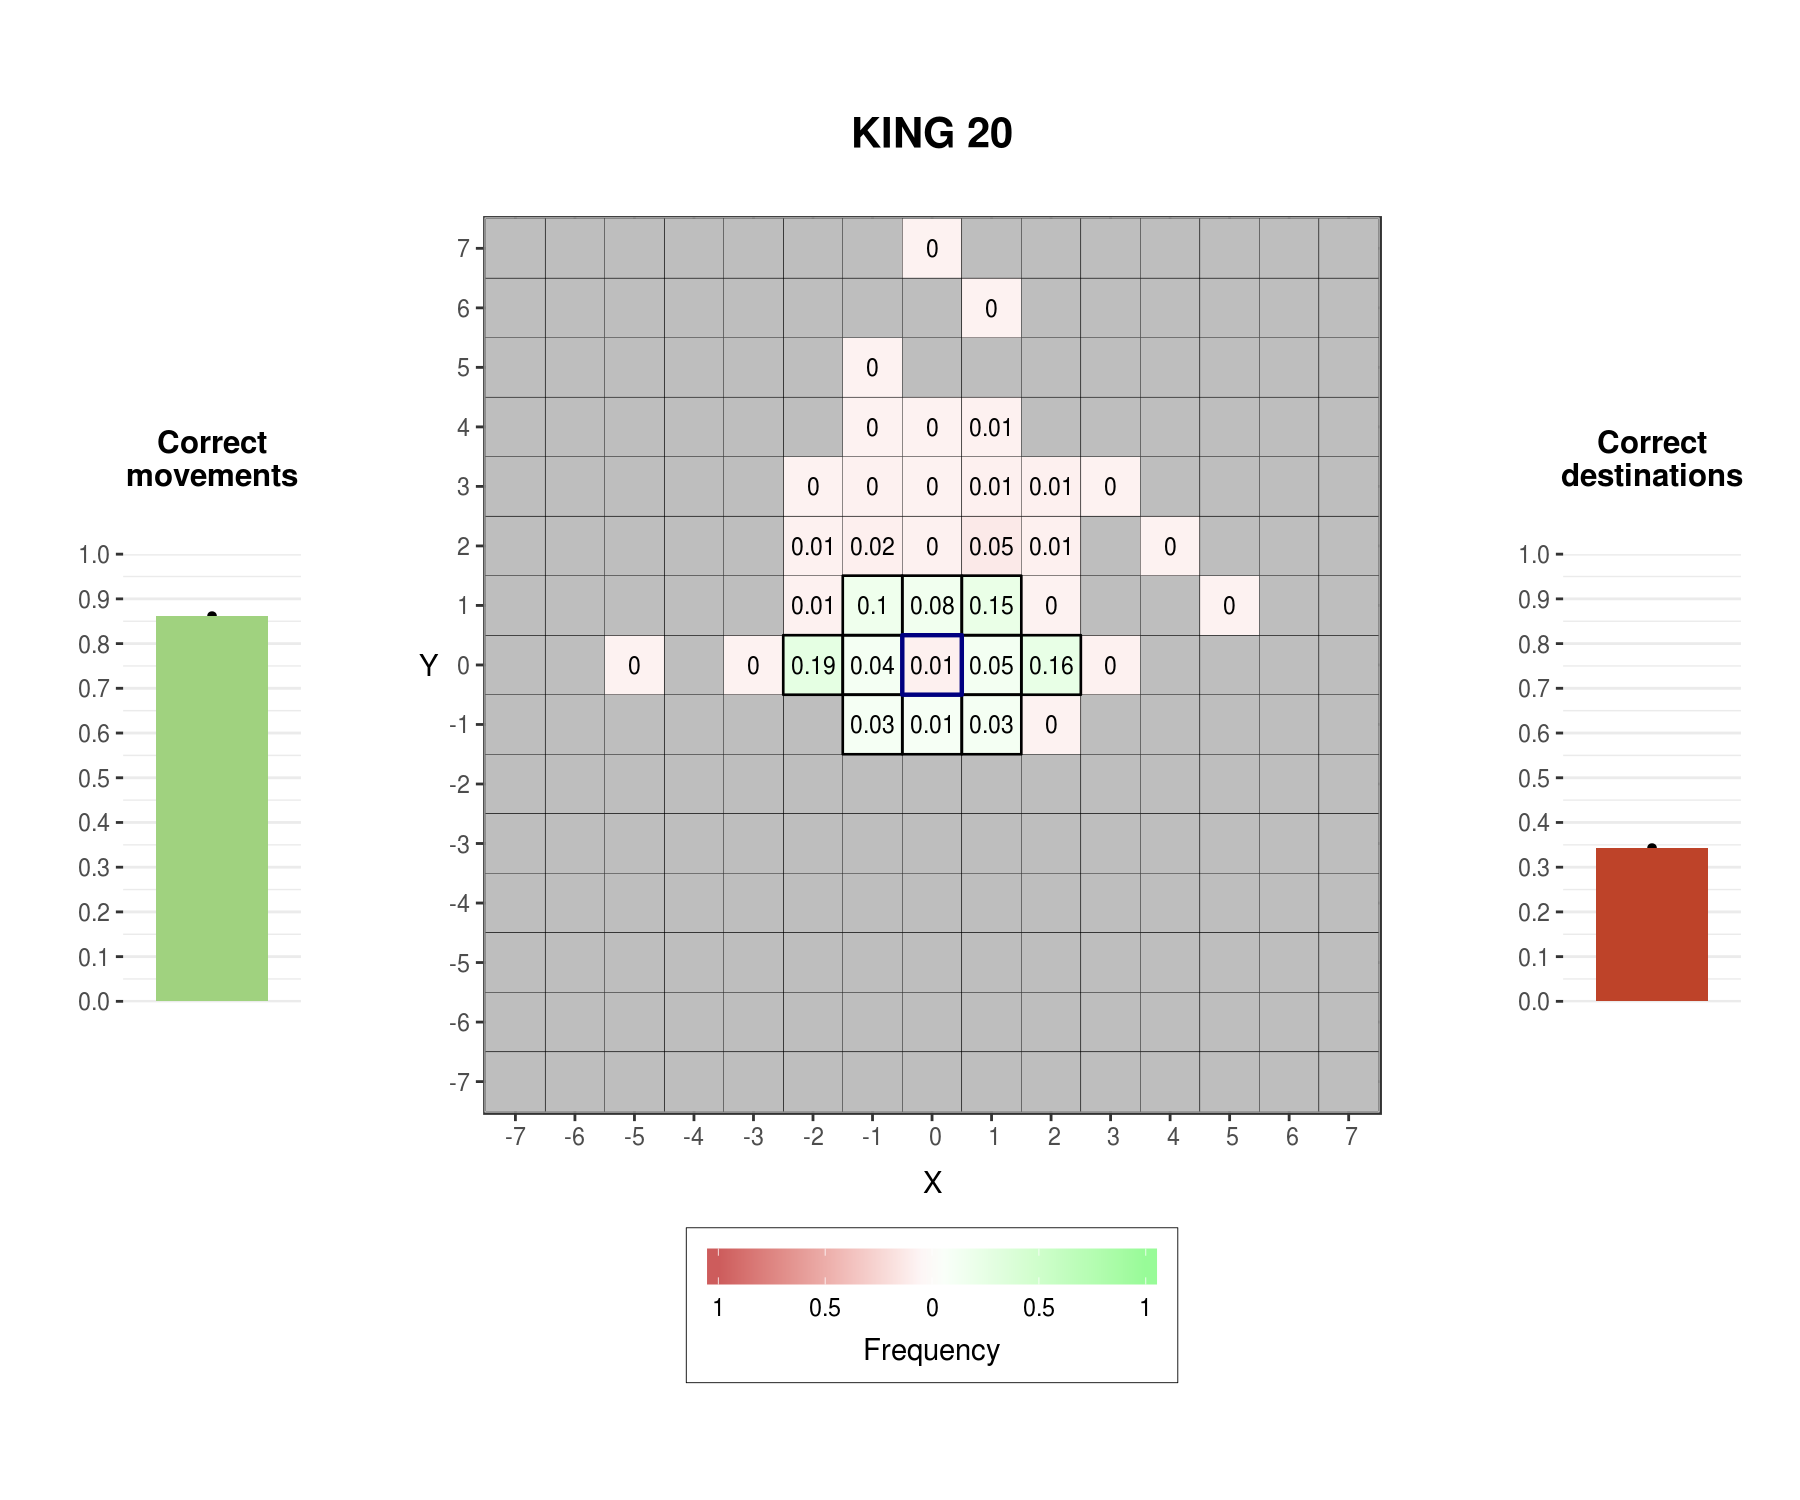 KING 20
Correct
movements
1.0
0.9
0.8
0.7
0.6
0.5
0.4
0.3
0.2
0.1
0.0
Y
7 0
6 0
5 0
4 0 0 0.01
3 0 0 0 0.01 0.01 0
2 0.01 0.02 0 0.05 0.01 0
1 0.01 0.1 0.08 0.15 0 0
0 0 0 0.19 0.04 0.01 0.05 0.16 0
-1 0.03 0.01 0.03 0
-2
-3
-4
-5
-6
-7
-7 -6 -5 -4 -3 -2 -1 0 1 2 3 4 5 6 7
X
1 0.5 0 0.5 1
Frequency
Correct
destinations
1.0
0.9
0.8
0.7
0.6
0.5
0.4
0.3
0.2
0.1
0.0